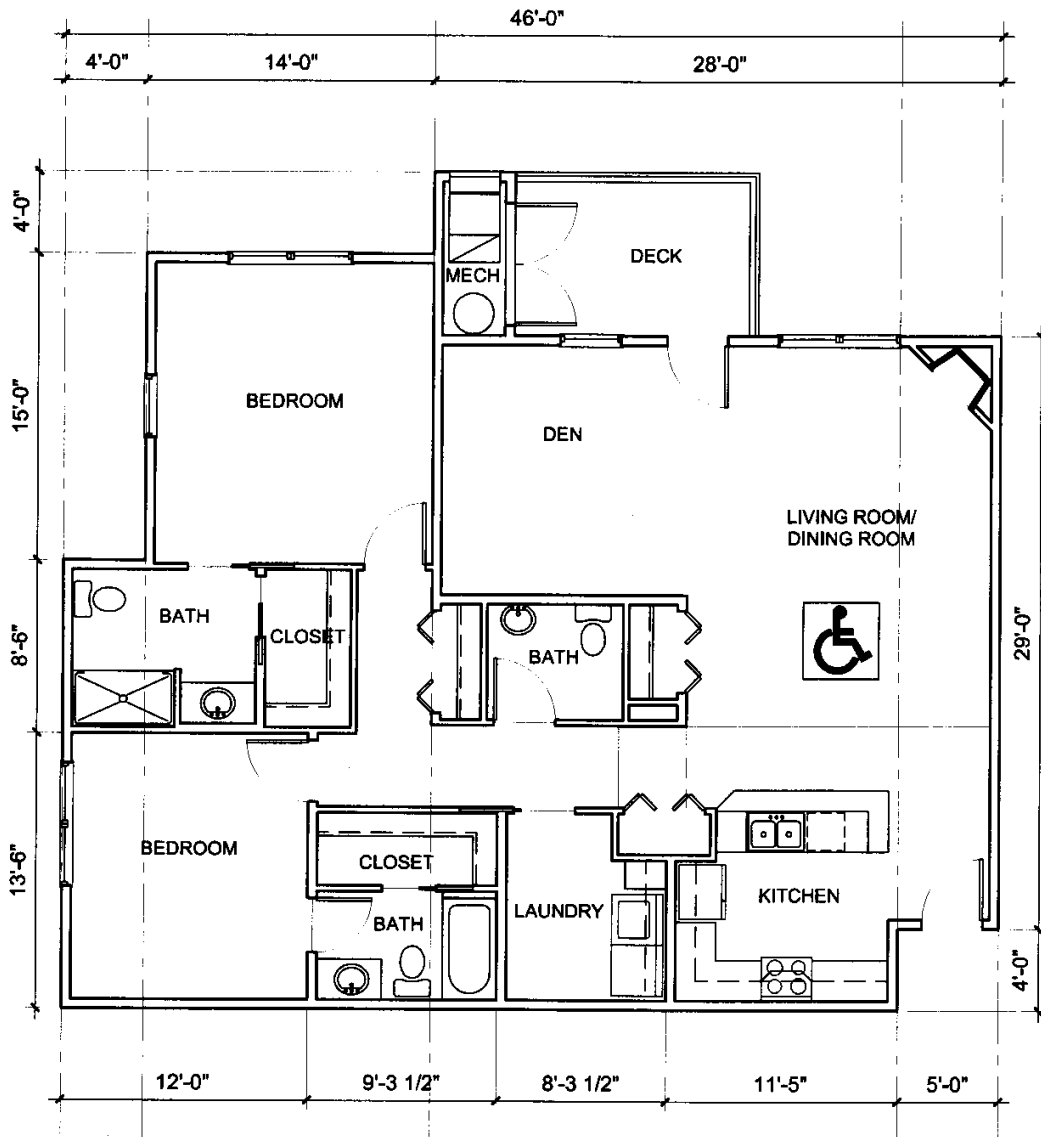 46'-0"
4'-0"
14'-0"
28'-0"
4'-0"
DECK
MECH
15'-0"
BEDROOM
DEN
LIVING ROOM/
DINING ROOM
8'-6"
BATH
CLOSET
BATH
29'-0"
13'-6"
BEDROOM
CLOSET
BATH
LAUNDRY
KITCHEN
4'-0"
12'-0"
9'-3 1/2"
8'-3 1/2"
11'-5"
5'-0"